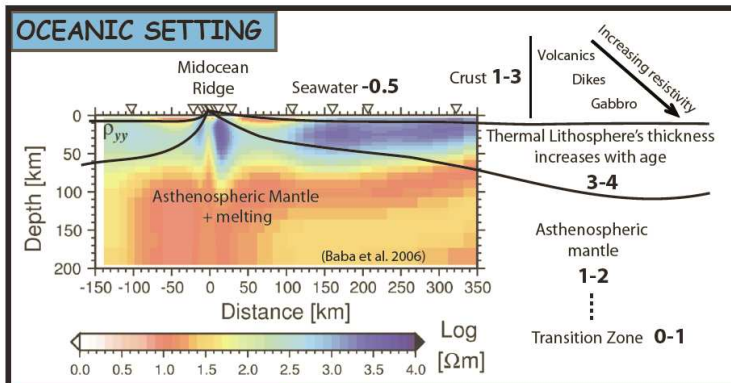 OCEANIC SETTING
Midocean
Ridge
Seawater -0.5
Crust 1-3
Volcanics
Dikes
Gabbro
Increasing resistivity
ρyy
Depth [km]
0
50
100
150
200
Asthenospheric Mantle
+ melting
(Baba et al. 2006)
-150 -100 -50 0 50 100 150 200 250 300 350
Distance [km]
Thermal Lithosphere's thickness
increases with age
3-4
Asthenospheric
mantle
1-2
Transition Zone 0-1
Log
[Ωm]
0.0 0.5 1.0 1.5 2.0 2.5 3.0 3.5 4.0